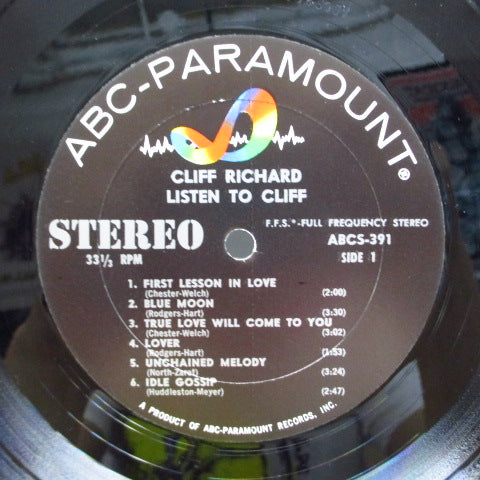 ABC-PARAMOUNT®
CLIFF RICHARD
LISTEN TO CLIFF
STEREO
33⅓ RPM
F.F.S.*-FULL FREQUENCY STEREO
ABCS-391
SIDE 1
1. FIRST LESSON IN LOVE
(Chester-Welch) (2:00)
2. BLUE MOON
(Rodgers-Hart) (3:30)
3. TRUE LOVE WILL COME TO YOU
(Chester-Welch) (3:02)
4. LOVER
(Rodgers-Hart) (1:53)
5. UNCHAINED MELODY
(North-Zaret) (3:24)
6. IDLE GOSSIP
(Huddleston-Meyer) (2:47)
A PRODUCT OF ABC-PARAMOUNT RECORDS, INC.